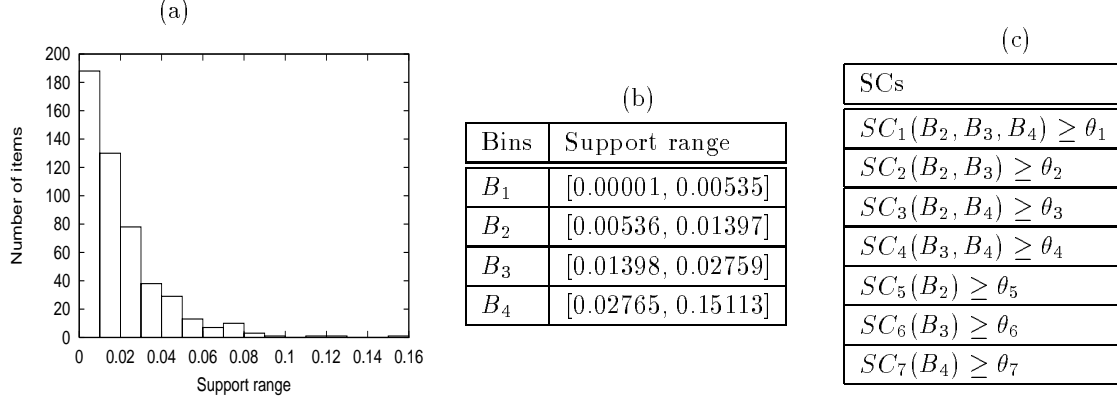 (a)
200
180
160
140
120
100
80
60
40
20
0
Number of items
0 0.02 0.04 0.06 0.08 0.1 0.12 0.14 0.16
Support range
(b)
Bins Support range
B₁ [0.00001, 0.00535]
B₂ [0.00536, 0.01397]
B₃ [0.01398, 0.02759]
B₄ [0.02765, 0.15113]
(c)
SCs
SC₁(B₂, B₃, B₄) ≥ θ₁
SC₂(B₂, B₃) ≥ θ₂
SC₃(B₂, B₄) ≥ θ₃
SC₄(B₃, B₄) ≥ θ₄
SC₅(B₂) ≥ θ₅
SC₆(B₃) ≥ θ₆
SC₇(B₄) ≥ θ₇